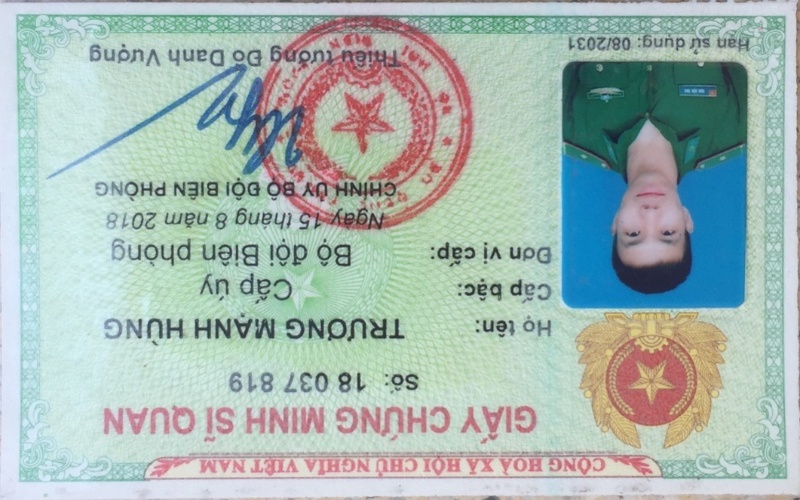 CỘNG HOÀ XÃ HỘI CHỦ NGHĨA VIỆT NAM
GIẤY CHỨNG MINH SĨ QUAN
Số: 18 037 819
Họ tên: TRƯƠNG MẠNH HÙNG
Cấp bậc: Cấp úy
Đơn vị cấp: Bộ đội Biên phòng
Ngày 15 tháng 8 năm 2018
CHÍNH ỦY BỘ ĐỘI BIÊN PHÒNG
Thiếu tướng Đỗ Danh Vượng
Hạn sử dụng: 08/2031